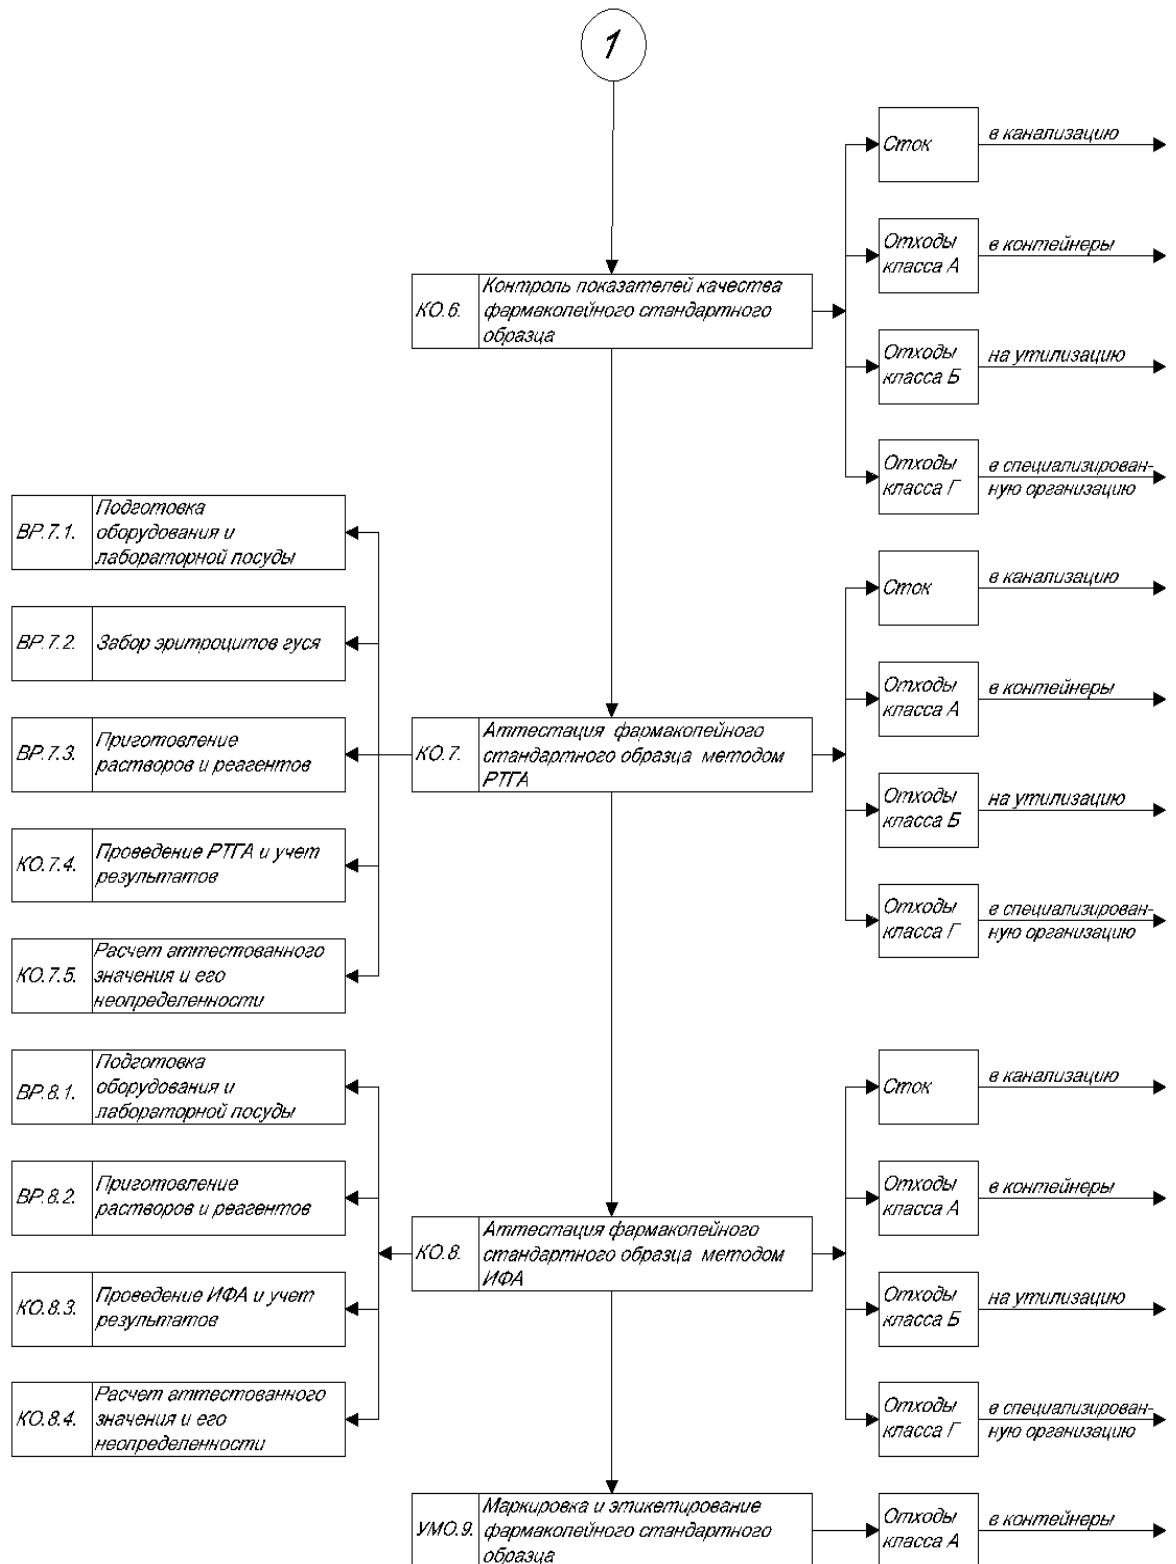 1
Сток
в канализацию
Отходы
класса А
в контейнеры
КО.6.
Контроль показателей качества
фармакопейного стандартного
образца
Отходы
класса Б
на утилизацию
Отходы
класса Г
в специализирован-
ную организацию
ВР.7.1.
Подготовка
оборудования и
лабораторной посуды
ВР.7.2.
Забор эритроцитов гуся
ВР.7.3.
Приготовление
растворов и реагентов
КО.7.4.
Проведение РТГА и учет
результатов
КО.7.5.
Расчет аттестованного
значения и его
неопределенности
КО.7.
Аттестация фармакопейного
стандартного образца методом
РТГА
Сток
в канализацию
Отходы
класса А
в контейнеры
Отходы
класса Б
на утилизацию
Отходы
класса Г
в специализирован-
ную организацию
ВР.8.1.
Подготовка
оборудования и
лабораторной посуды
ВР.8.2.
Приготовление
растворов и реагентов
КО.8.3.
Проведение ИФА и учет
результатов
КО.8.4.
Расчет аттестованного
значения и его
неопределенности
КО.8.
Аттестация фармакопейного
стандартного образца методом
ИФА
Сток
в канализацию
Отходы
класса А
в контейнеры
Отходы
класса Б
на утилизацию
Отходы
класса Г
в специализирован-
ную организацию
УМО.9.
Маркировка и этикетирование
фармакопейного стандартного
образца
Отходы
класса А
в контейнеры